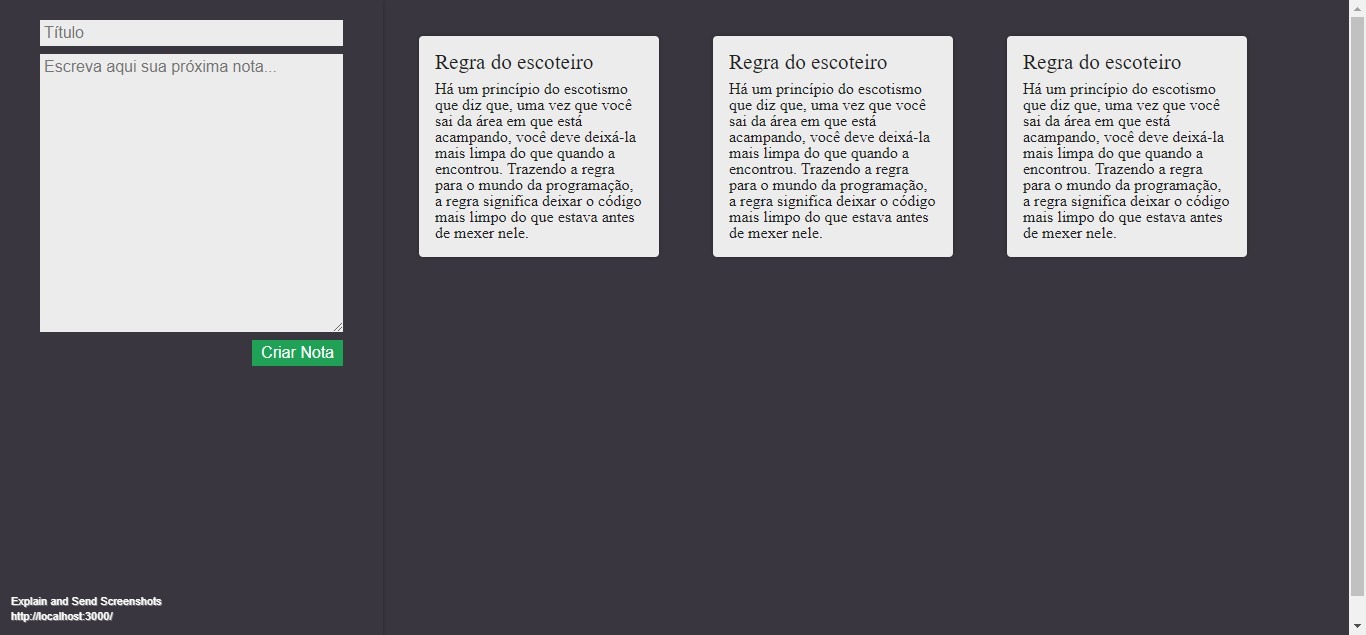 Título
Escreva aqui sua próxima nota...
Criar Nota
Regra do escoteiro
Há um princípio do escotismo
que diz que, uma vez que você
sai da área em que está
acampando, você deve deixá-la
mais limpa do que quando a
encontrou. Trazendo a regra
para o mundo da programação,
a regra significa deixar o código
mais limpo do que estava antes
de mexer nele.
Regra do escoteiro
Há um princípio do escotismo
que diz que, uma vez que você
sai da área em que está
acampando, você deve deixá-la
mais limpa do que quando a
encontrou. Trazendo a regra
para o mundo da programação,
a regra significa deixar o código
mais limpo do que estava antes
de mexer nele.
Regra do escoteiro
Há um princípio do escotismo
que diz que, uma vez que você
sai da área em que está
acampando, você deve deixá-la
mais limpa do que quando a
encontrou. Trazendo a regra
para o mundo da programação,
a regra significa deixar o código
mais limpo do que estava antes
de mexer nele.
Explain and Send Screenshots
http://localhost:3000/